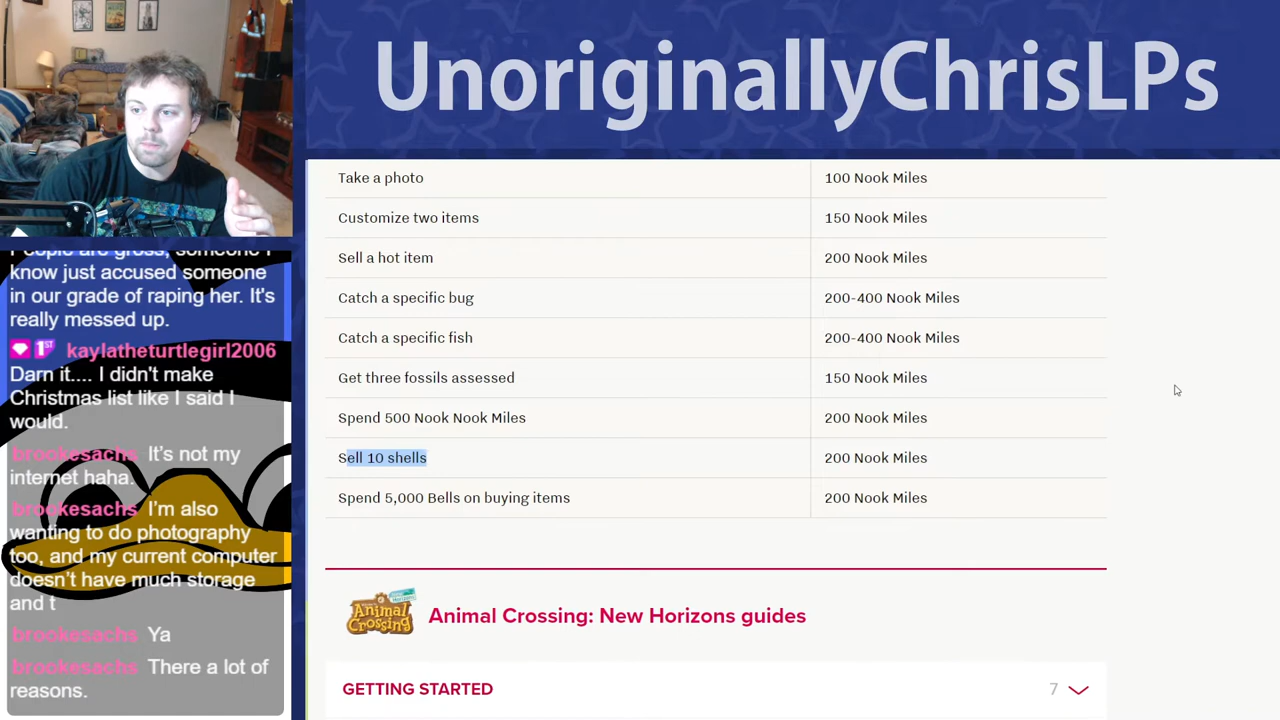 UnoriginallyChrisLPs
Take a photo 100 Nook Miles
Customize two items 150 Nook Miles
Sell a hot item 200 Nook Miles
Catch a specific bug 200-400 Nook Miles
Catch a specific fish 200-400 Nook Miles
Get three fossils assessed 150 Nook Miles
Spend 500 Nook Nook Miles 200 Nook Miles
Sell 10 shells 200 Nook Miles
Spend 5,000 Bells on buying items 200 Nook Miles
Animal Crossing
Animal Crossing: New Horizons guides
GETTING STARTED 7
People are gross, someone I
know just accused someone
in our grade of raping her. It's
really messed up.
1ST kaylatheturtlegirl2006
Darn it.... I didn't make
Christmas list like I said I
would.
brookesachs It's not my
internet haha.
brookesachs I'm also
wanting to do photography
too, and my current computer
doesn't have much storage
and t
brookesachs Ya
brookesachs There a lot of
reasons.